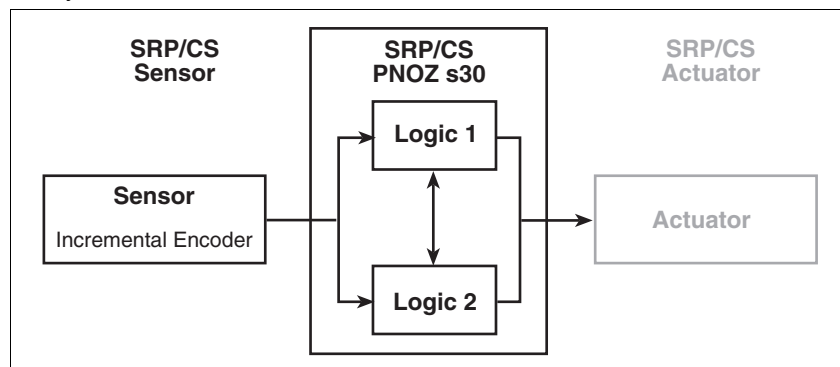 SRP/CS
Sensor
SRP/CS
PNOZ s30
SRP/CS
Actuator
Logic 1
Sensor
Incremental Encoder
Actuator
Logic 2